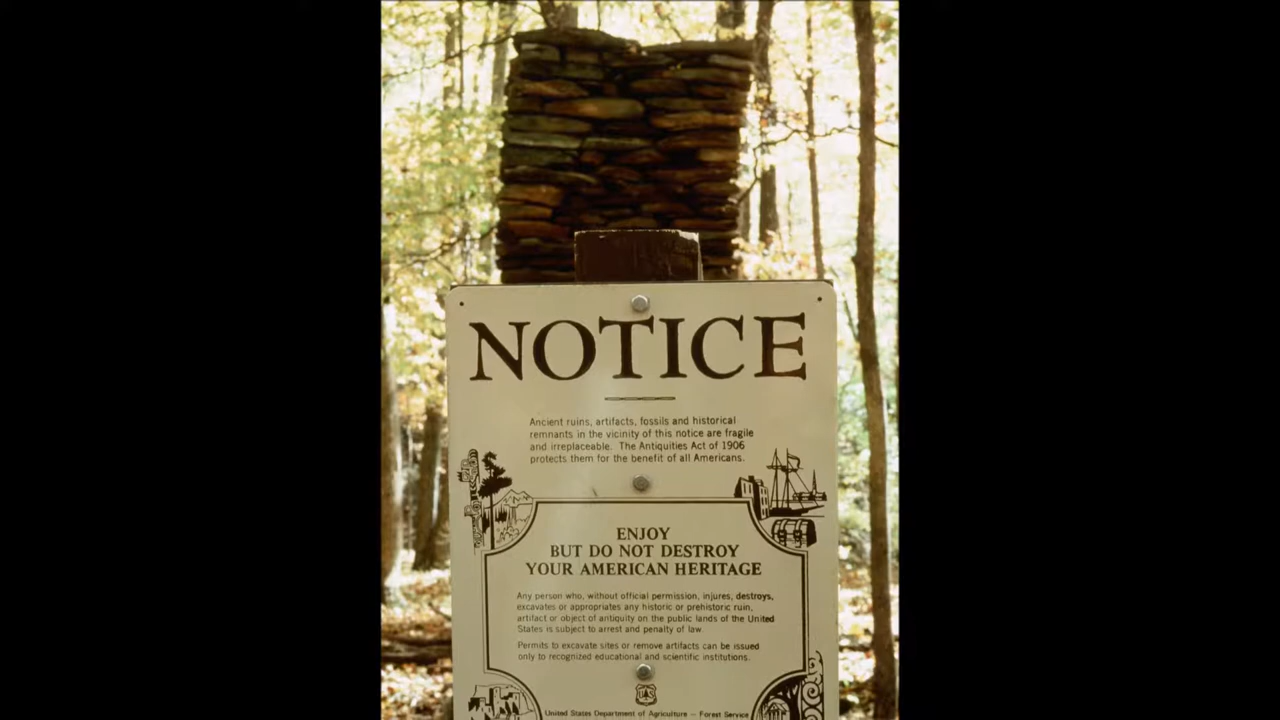 NOTICE
Ancient ruins, artifacts, fossils and historical
remnants in the vicinity of this notice are fragile
and irreplaceable. The Antiquities Act of 1906
protects them for the benefit of all Americans.
ENJOY
BUT DO NOT DESTROY
YOUR AMERICAN HERITAGE
Any person who, without official permission, injures, destroys,
excavates or appropriates any historic or prehistoric ruin,
artifact or object of antiquity on the public lands of the United
States is subject to arrest and penalty of law.
Permits to excavate sites or remove artifacts can be issued
only to recognized educational and scientific institutions.
U S
United States Department of Agriculture — Forest Service